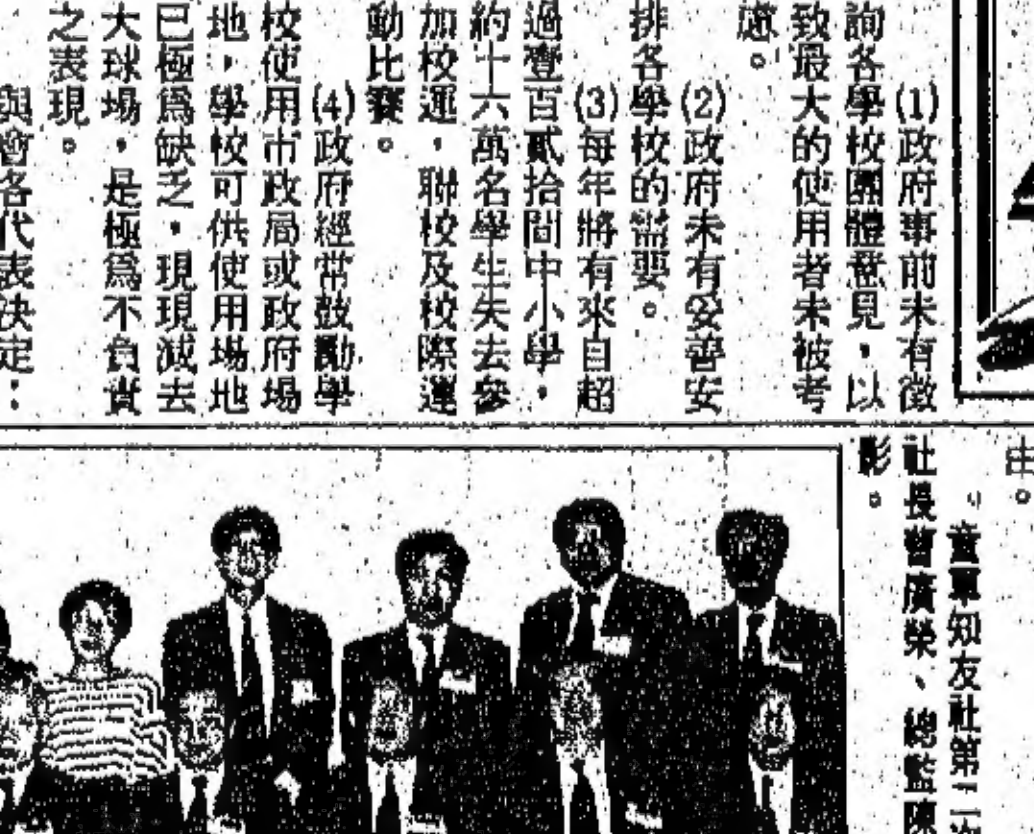 (1)政府事前未有徵
詢各學校團體意見，以
致最大的使用者未被考
慮。
(2)政府未有妥善安
排各學校的需要。
(3)每年將有來自超
過壹百貳拾間中小學，
約十六萬名學生失去參
加校運，聯校及校際運
動比賽。
(4)政府經常鼓勵學
校使用市政局或政府場
地，學校可供使用場地
已極為缺乏，現現減去
大球場，是極為不負責
之表現。
與會各代表決定，
童軍知友社第二
社長曾廣榮、總監陳
影。